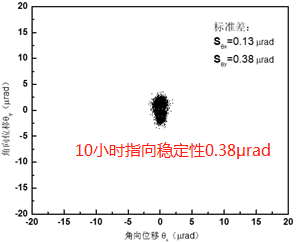 20
15
10
5
0
-5
-10
-15
-20
角向位移 θy（μrad）
标准差：
Sθx=0.13 μrad
Sθy=0.38 μrad
10小时指向稳定性0.38μrad
-20 -15 -10 -5 0 5 10 15 20
角向位移 θx（μrad）